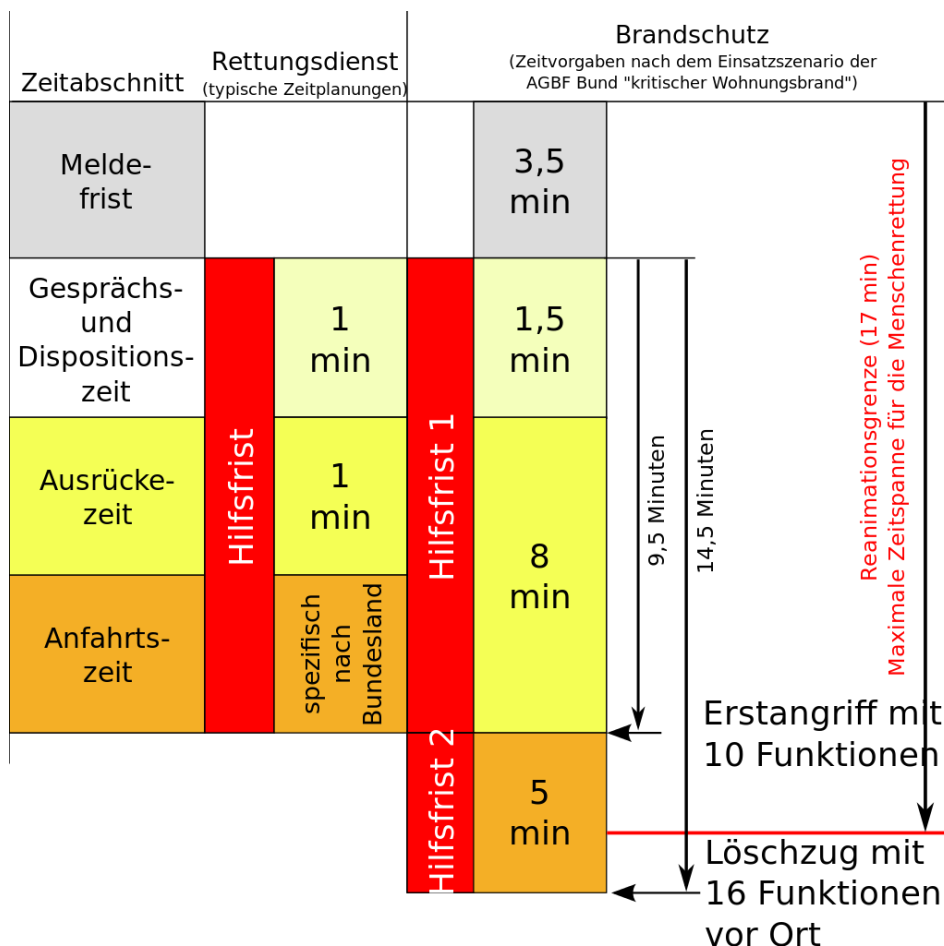 Zeitabschnitt
Rettungsdienst
(typische Zeitplanungen)
Brandschutz
(Zeitvorgaben nach dem Einsatzszenario der
AGBF Bund "kritischer Wohnungsbrand")
Melde-
frist
3,5
min
Gesprächs-
und
Dispositions-
zeit
Hilfsfrist
1
min
Hilfsfrist 1
1,5
min
Ausrücke-
zeit
1
min
8
min
Anfahrts-
zeit
spezifisch
nach
Bundesland
Hilfsfrist 2
5
min
9,5 Minuten
14,5 Minuten
Reanimationsgrenze (17 min)
Maximale Zeitspanne für die Menschenrettung
Erstangriff mit
10 Funktionen
Löschzug mit
16 Funktionen
vor Ort